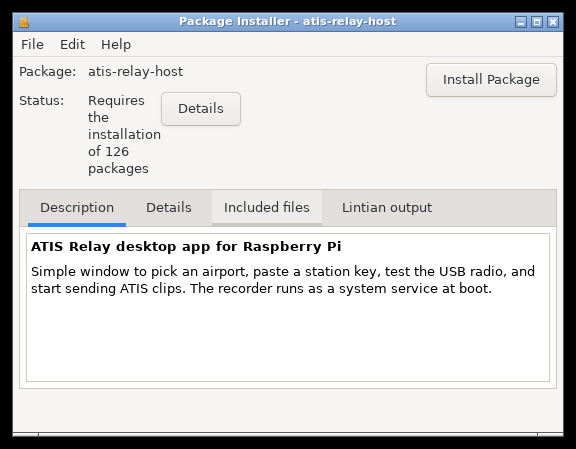 Package Installer - atis-relay-host
File Edit Help
Package: atis-relay-host
Install Package
Status: Requires
the
installation
of 126
packages
Details
Description Details Included files Lintian output
ATIS Relay desktop app for Raspberry Pi
Simple window to pick an airport, paste a station key, test the USB radio, and
start sending ATIS clips. The recorder runs as a system service at boot.